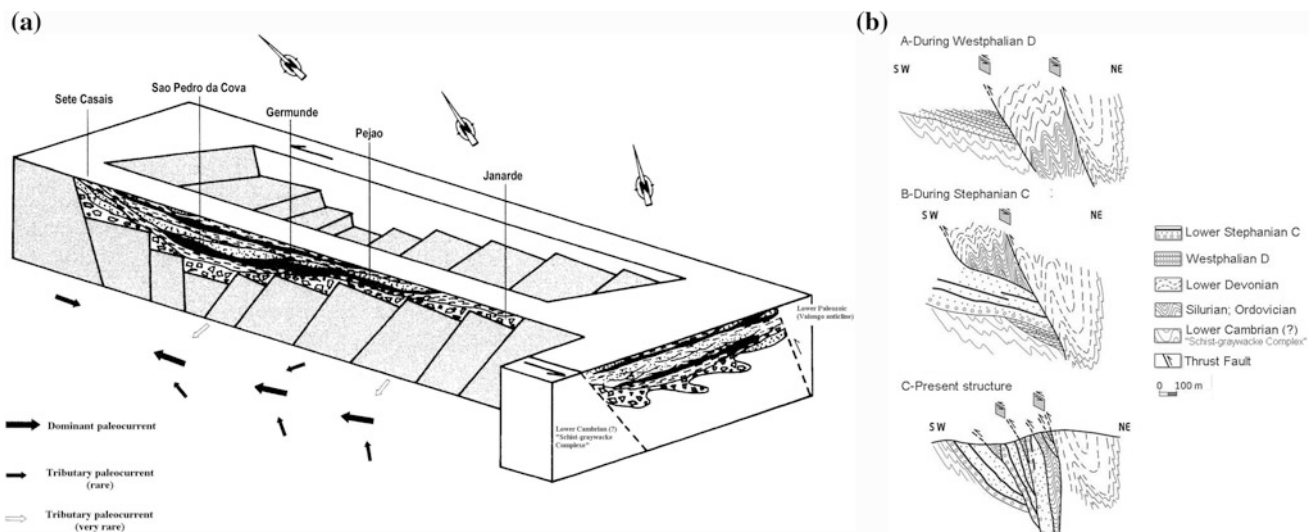 (a)
Sete Casais
Sao Pedro da Cova
Germunde
Pejao
Janarde
N
N
N
Lower Paleozoic
(Valongo anticline)
Lower Cambrian (?)
"Schist-graywacke
Complexe"
Dominant paleocurrent
Tributary paleocurrent
(rare)
Tributary paleocurrent
(very rare)
(b)
A-During Westphalian D
SW
NE
B-During Stephanian C
SW
NE
C-Present structure
SW
NE
Lower Stephanian C
Westphalian D
Lower Devonian
Silurian; Ordovician
Lower Cambrian (?)
"Schist-graywacke Complex"
Thrust Fault
0 100 m